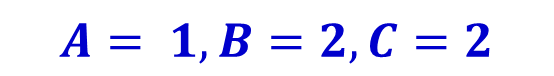 A = 1, B = 2, C = 2